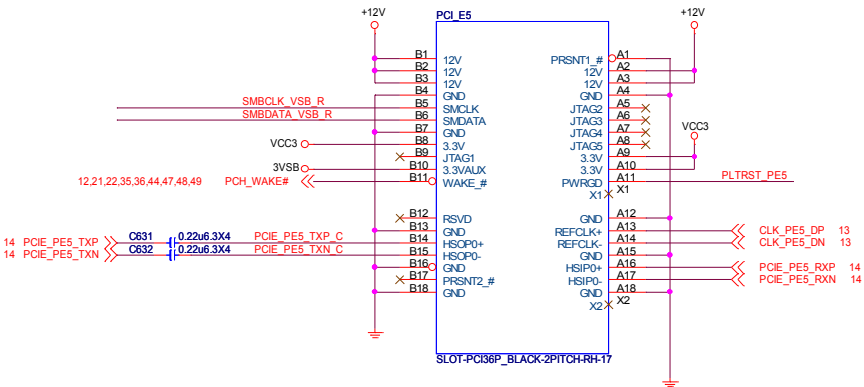 +12V
PCI_E5
+12V
B1 12V PRSNT1_# A1
B2 12V 12V A2
B3 12V 12V A3
B4 GND GND A4
SMBCLK_VSB_R B5 SMCLK JTAG2 A5
SMBDATA_VSB_R B6 SMDATA JTAG3 A6
B7 GND JTAG4 A7
VCC3 B8 3.3V JTAG5 A8 VCC3
B9 JTAG1 3.3V A9
3VSB B10 3.3VAUX 3.3V A10
12,21,22,35,36,44,47,48,49 PCH_WAKE# B11 WAKE_# PWRGD A11 PLTRST_PE5
X1 X1
B12 RSVD GND A12
B13 GND REFCLK+ A13 CLK_PE5_DP 13
14 PCIE_PE5_TXP C631 0.22u6.3X4 PCIE_PE5_TXP_C B14 HSOP0+ REFCLK- A14 CLK_PE5_DN 13
14 PCIE_PE5_TXN C632 0.22u6.3X4 PCIE_PE5_TXN_C B15 HSOP0- GND A15
B16 GND HSIP0+ A16 PCIE_PE5_RXP 14
B17 PRSNT2_# HSIP0- A17 PCIE_PE5_RXN 14
B18 GND GND A18
X2 X2
SLOT-PCI36P_BLACK-2PITCH-RH-17